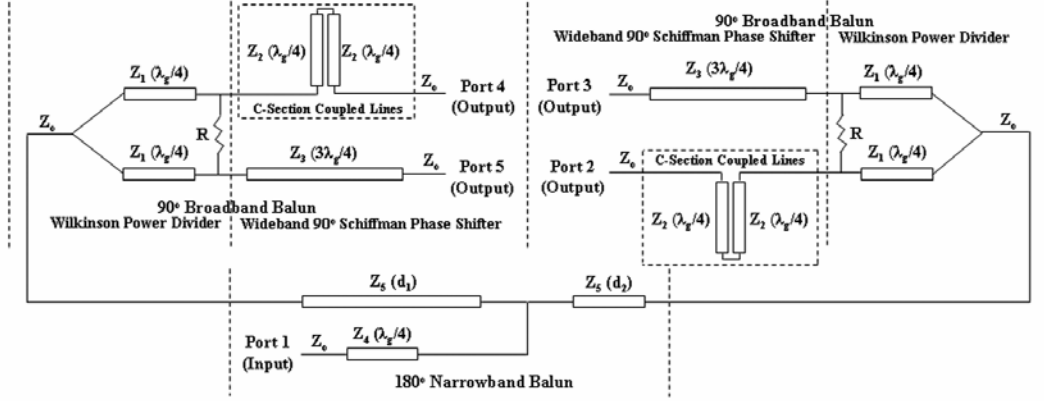 90° Broadband Balun
Wideband 90° Schiffman Phase Shifter
Wilkinson Power Divider
Z₂ (λg/4)
Z₂ (λg/4)
Z₁ (λg/4)
Zₒ
Port 4
(Output)
Port 3
(Output)
Zₒ
Z₃ (3λg/4)
Z₁ (λg/4)
C-Section Coupled Lines
Zₒ
R
R
Zₒ
Z₁ (λg/4)
Z₃ (3λg/4)
Zₒ
Port 5
(Output)
Port 2
(Output)
Zₒ
C-Section Coupled Lines
Z₁ (λg/4)
90° Broadband Balun
Wilkinson Power Divider
Wideband 90° Schiffman Phase Shifter
Z₂ (λg/4)
Z₂ (λg/4)
Z₅ (d₁)
Z₅ (d₂)
Port 1
(Input)
Zₒ
Z₄ (λg/4)
180° Narrowband Balun